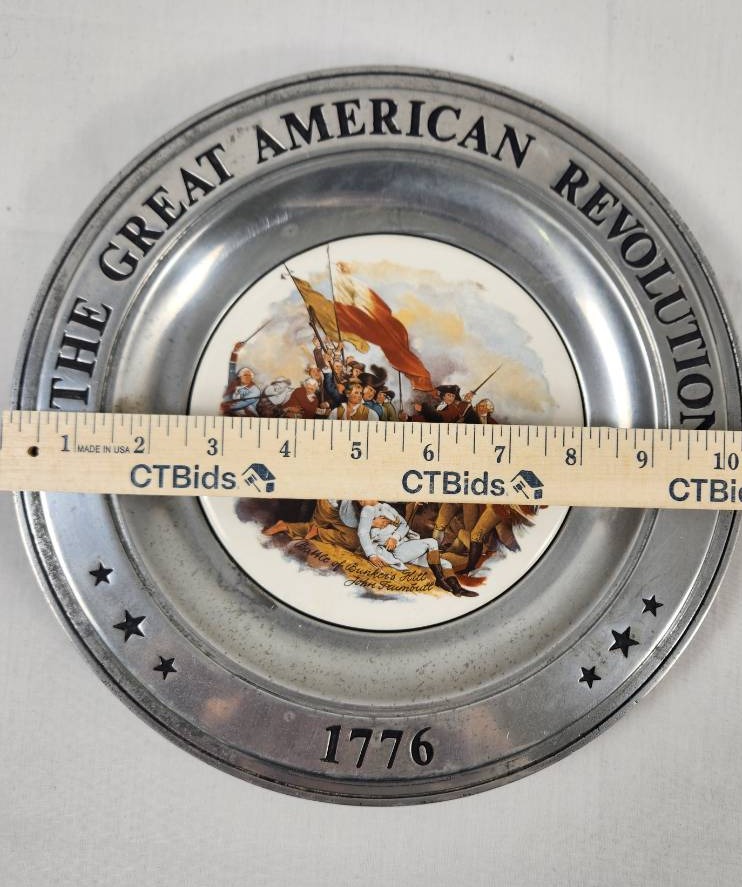 THE GREAT AMERICAN REVOLUTION
1 MADE IN USA 2 3 4 5 6 7 8 9 10
CTBids CTBids CTBi
Battle of Bunker's Hill
John Trumbull
1776